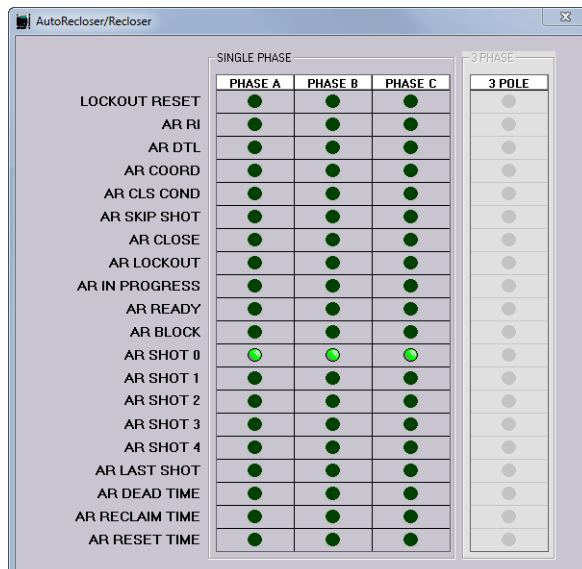 AutoRecloser/Recloser
SINGLE PHASE
3 PHASE
PHASE A PHASE B PHASE C 3 POLE
LOCKOUT RESET
AR RI
AR DTL
AR COORD
AR CLS COND
AR SKIP SHOT
AR CLOSE
AR LOCKOUT
AR IN PROGRESS
AR READY
AR BLOCK
AR SHOT 0
AR SHOT 1
AR SHOT 2
AR SHOT 3
AR SHOT 4
AR LAST SHOT
AR DEAD TIME
AR RECLAIM TIME
AR RESET TIME